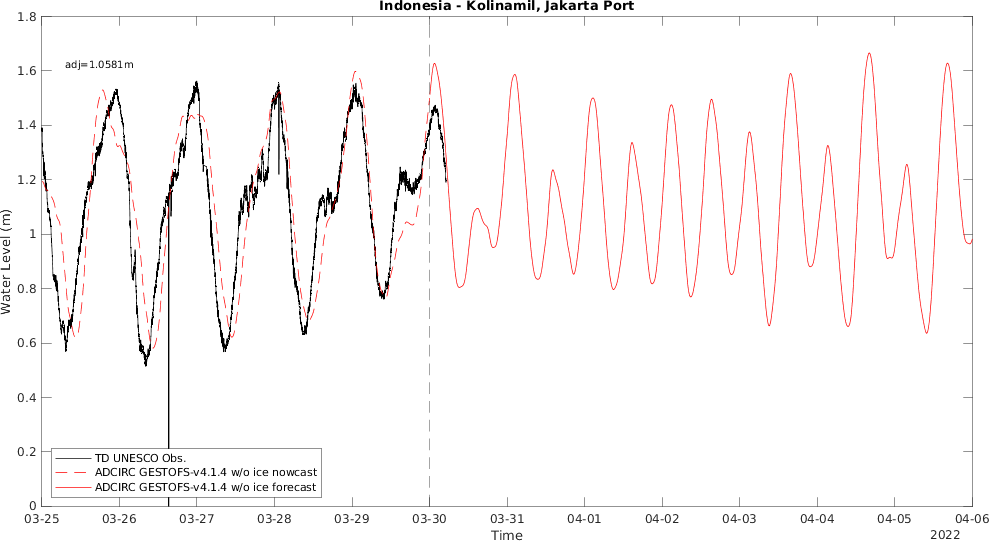 Indonesia - Kolinamil, Jakarta Port
adj=1.0581m
1.8
1.6
1.4
1.2
1
0.8
0.6
0.4
0.2
0
Water Level (m)
TD UNESCO Obs.
ADCIRC GESTOFS-v4.1.4 w/o ice nowcast
ADCIRC GESTOFS-v4.1.4 w/o ice forecast
03-25 03-26 03-27 03-28 03-29 03-30 03-31 04-01 04-02 04-03 04-04 04-05 04-06
Time
2022